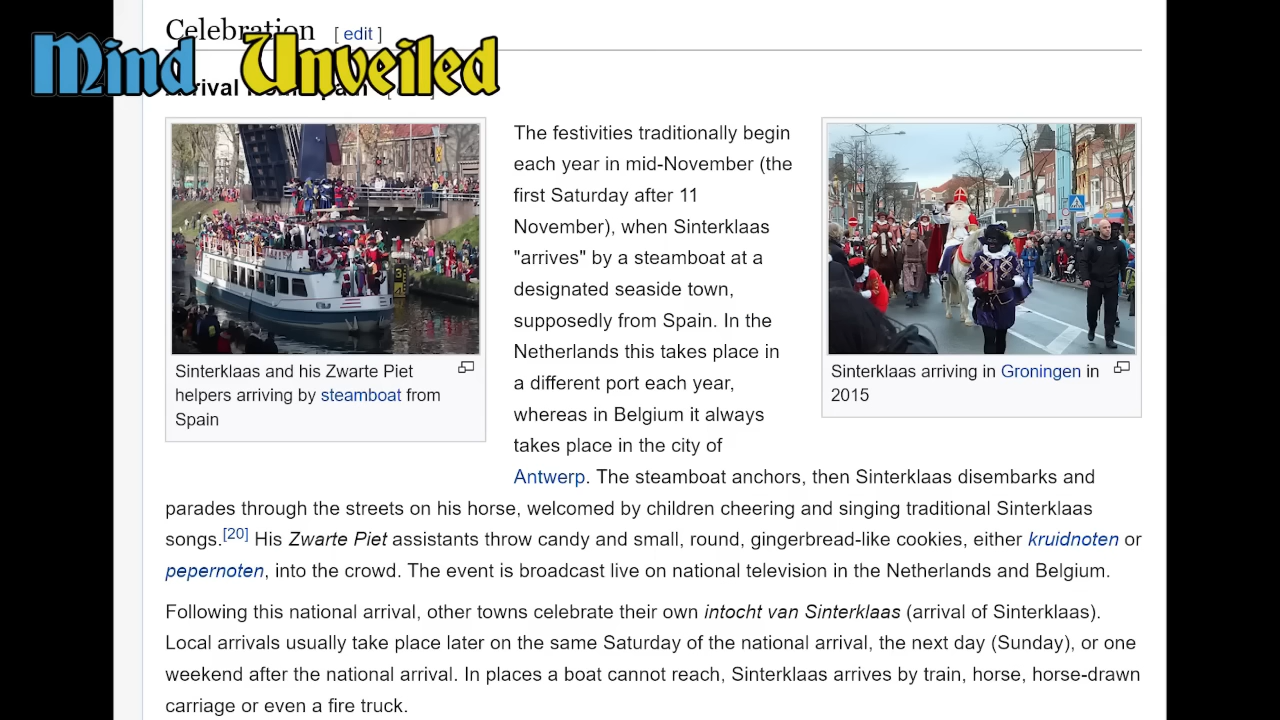 Celebration [ edit ]
Mind Unveiled
The festivities traditionally begin
each year in mid-November (the
first Saturday after 11
November), when Sinterklaas
"arrives" by a steamboat at a
designated seaside town,
supposedly from Spain. In the
Netherlands this takes place in
a different port each year,
whereas in Belgium it always
takes place in the city of
Antwerp. The steamboat anchors, then Sinterklaas disembarks and
parades through the streets on his horse, welcomed by children cheering and singing traditional Sinterklaas
songs.[20] His Zwarte Piet assistants throw candy and small, round, gingerbread-like cookies, either kruidnoten or
pepernoten, into the crowd. The event is broadcast live on national television in the Netherlands and Belgium.
Sinterklaas and his Zwarte Piet
helpers arriving by steamboat from
Spain
Sinterklaas arriving in Groningen in
2015
Following this national arrival, other towns celebrate their own intocht van Sinterklaas (arrival of Sinterklaas).
Local arrivals usually take place later on the same Saturday of the national arrival, the next day (Sunday), or one
weekend after the national arrival. In places a boat cannot reach, Sinterklaas arrives by train, horse, horse-drawn
carriage or even a fire truck.